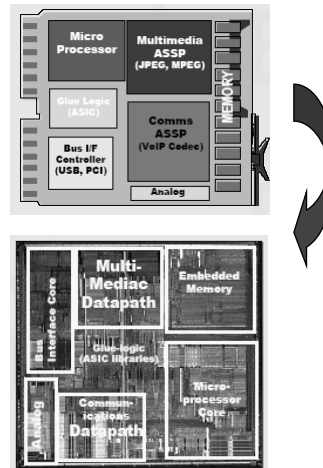 Micro
Processor
Multimedia
ASSP
(JPEG, MPEG)
Glue Logic
(ASIC)
MEMORY
Comms
ASSP
(VoIP Codec)
Bus I/F
Controller
(USB, PCI)
Analog
Bus
Interface Core
Multi-
Mediac
Datapath
Embedded
Memory
Glue-logic
(ASIC libraries)
Micro-
processor
Core
Analog
Commun-
ications
Datapath